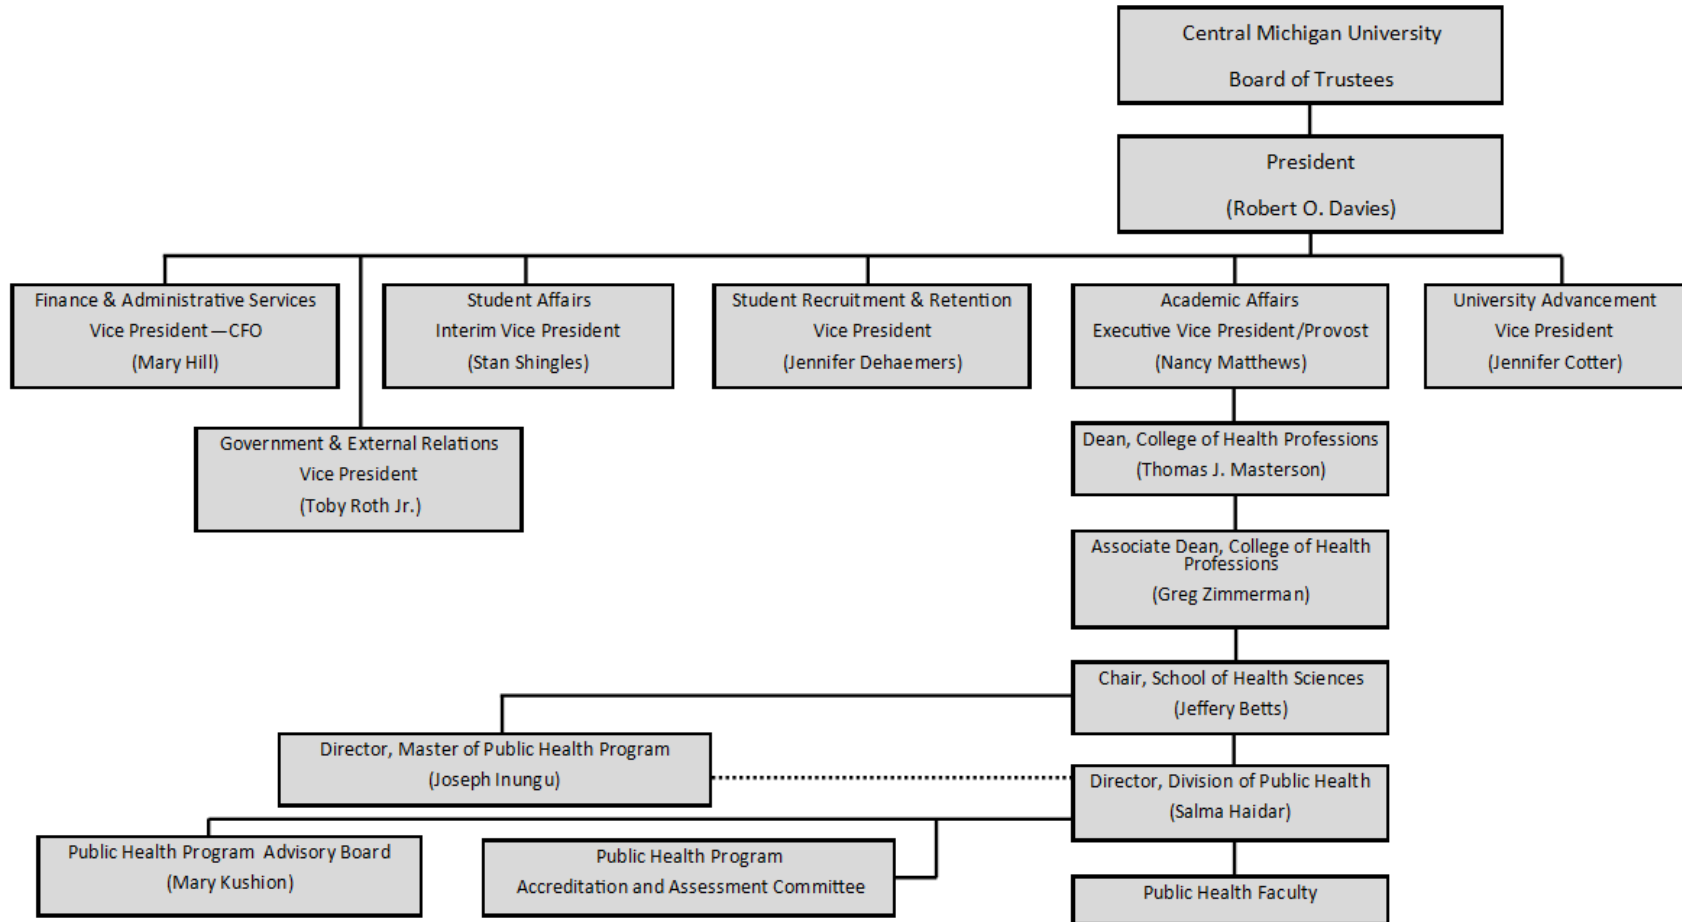 Central Michigan University
Board of Trustees
President
(Robert O. Davies)
Finance & Administrative Services
Vice President—CFO
(Mary Hill)
Student Affairs
Interim Vice President
(Stan Shingles)
Student Recruitment & Retention
Vice President
(Jennifer Dehaemers)
Academic Affairs
Executive Vice President/Provost
(Nancy Matthews)
University Advancement
Vice President
(Jennifer Cotter)
Government & External Relations
Vice President
(Toby Roth Jr.)
Dean, College of Health Professions
(Thomas J. Masterson)
Associate Dean, College of Health
Professions
(Greg Zimmerman)
Chair, School of Health Sciences
(Jeffery Betts)
Director, Master of Public Health Program
(Joseph Inungu)
Director, Division of Public Health
(Salma Haidar)
Public Health Program Advisory Board
(Mary Kushion)
Public Health Program
Accreditation and Assessment Committee
Public Health Faculty